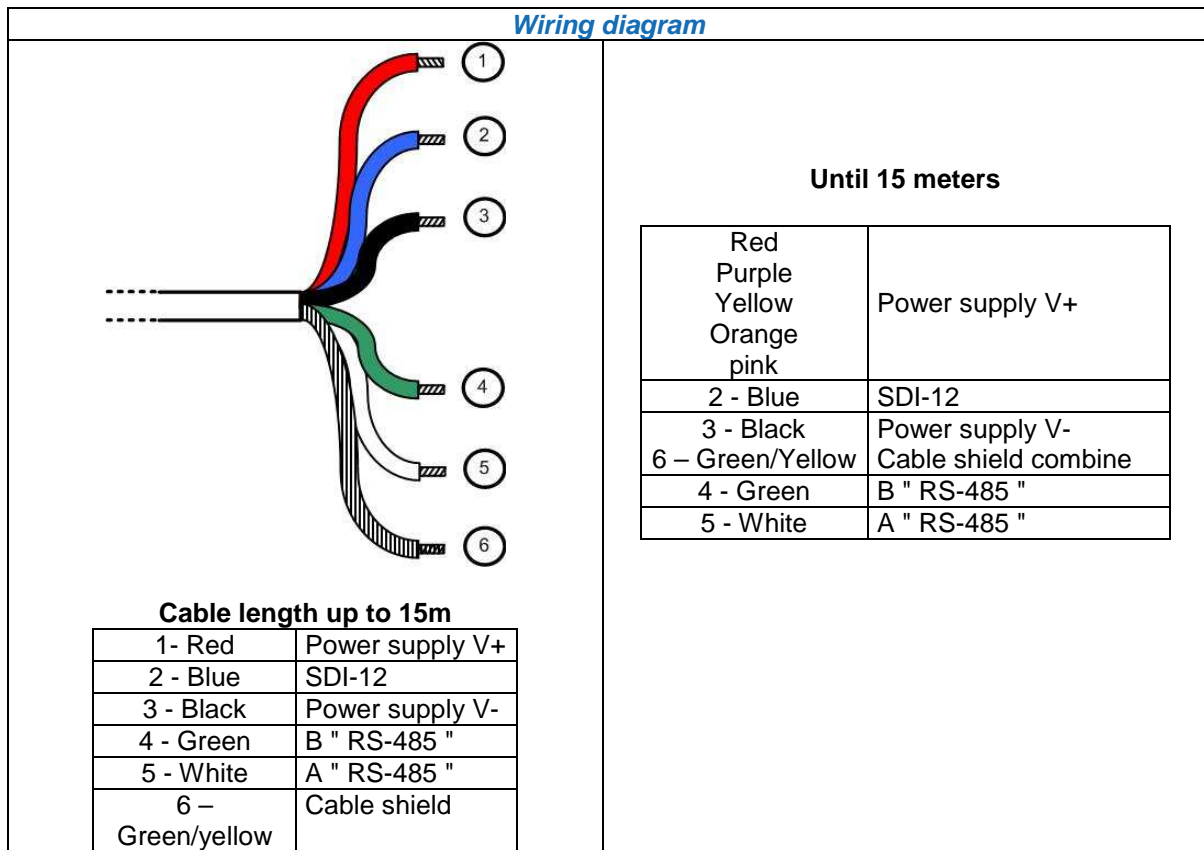 Wiring diagram
1
2
3
4
5
6
Cable length up to 15m
1- Red Power supply V+
2 - Blue SDI-12
3 - Black Power supply V-
4 - Green B " RS-485 "
5 - White A " RS-485 "
6 – Cable shield
Green/yellow
Until 15 meters
Red
Purple
Yellow Power supply V+
Orange
pink
2 - Blue SDI-12
3 - Black Power supply V-
6 – Green/Yellow Cable shield combine
4 - Green B " RS-485 "
5 - White A " RS-485 "